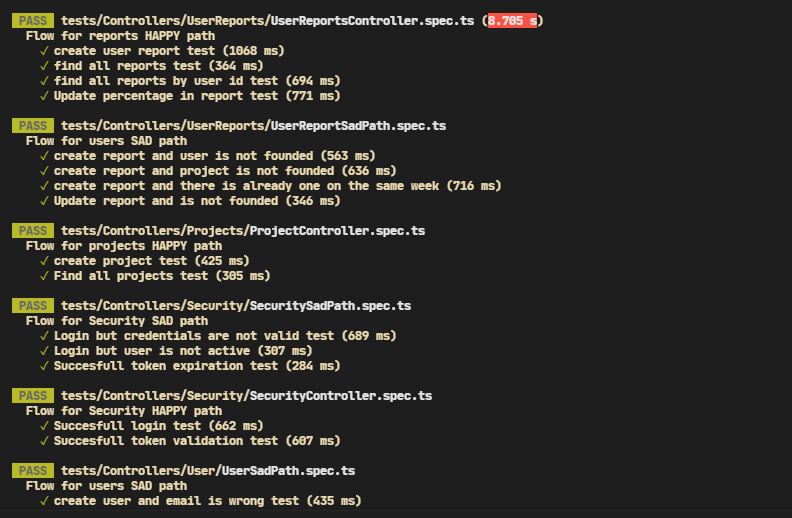 PASS tests/Controllers/UserReports/UserReportsController.spec.ts (8.705 s)
Flow for reports HAPPY path
✓ create user report test (1068 ms)
✓ find all reports test (364 ms)
✓ find all reports by user id test (694 ms)
✓ Update percentage in report test (771 ms)
PASS tests/Controllers/UserReports/UserReportSadPath.spec.ts
Flow for users SAD path
✓ create report and user is not founded (563 ms)
✓ create report and project is not founded (636 ms)
✓ create report and there is already one on the same week (716 ms)
✓ Update report and is not founded (346 ms)
PASS tests/Controllers/Projects/ProjectController.spec.ts
Flow for projects HAPPY path
✓ create project test (425 ms)
✓ Find all projects test (305 ms)
PASS tests/Controllers/Security/SecuritySadPath.spec.ts
Flow for Security SAD path
✓ Login but credentials are not valid test (689 ms)
✓ Login but user is not active (307 ms)
✓ Succesfull token expiration test (284 ms)
PASS tests/Controllers/Security/SecurityController.spec.ts
Flow for Security HAPPY path
✓ Succesfull login test (662 ms)
✓ Succesfull token validation test (607 ms)
PASS tests/Controllers/User/UserSadPath.spec.ts
Flow for users SAD path
✓ create user and email is wrong test (435 ms)